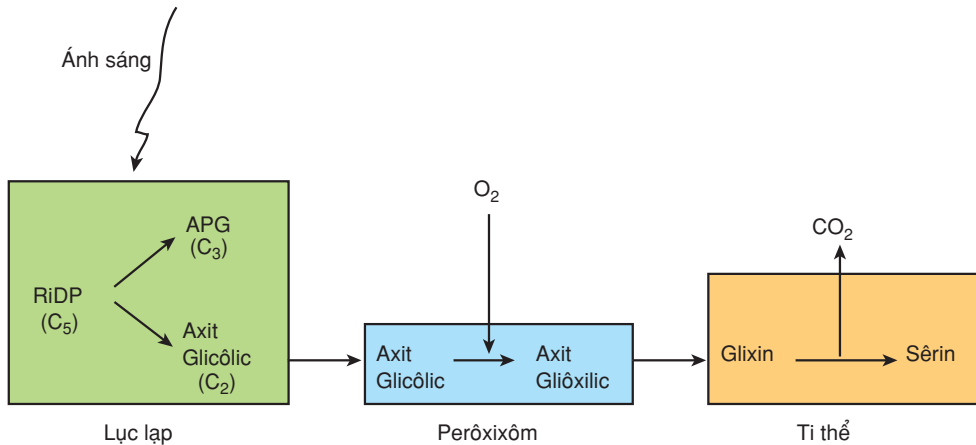 Ánh sáng
RiDP
(C5)
APG
(C3)
Axit
Glicôlic
(C2)
Lục lạp
O2
Axit
Glicôlic
Axit
Gliôxilic
Perôxixôm
CO2
Glixin
Sêrin
Ti thể